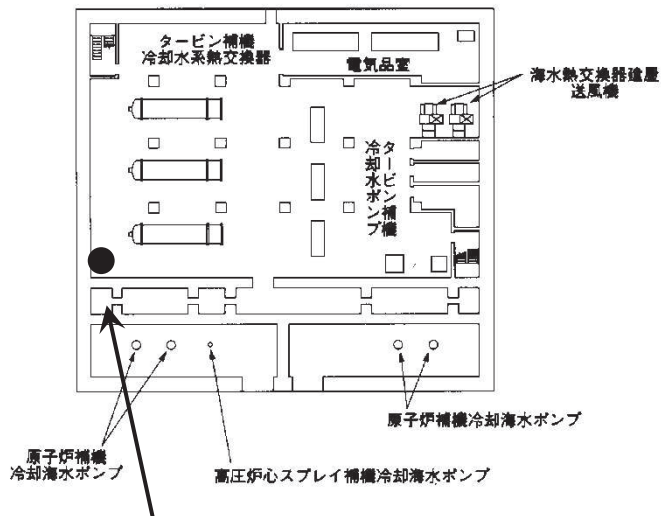 タービン補機
冷却水系熱交換器
電気品室
海水熱交換器建屋
送風機
タービン補機
冷却水ポンプ
原子炉補機冷却海水ポンプ
原子炉補機
冷却海水ポンプ
高圧炉心スプレイ補機冷却海水ポンプ